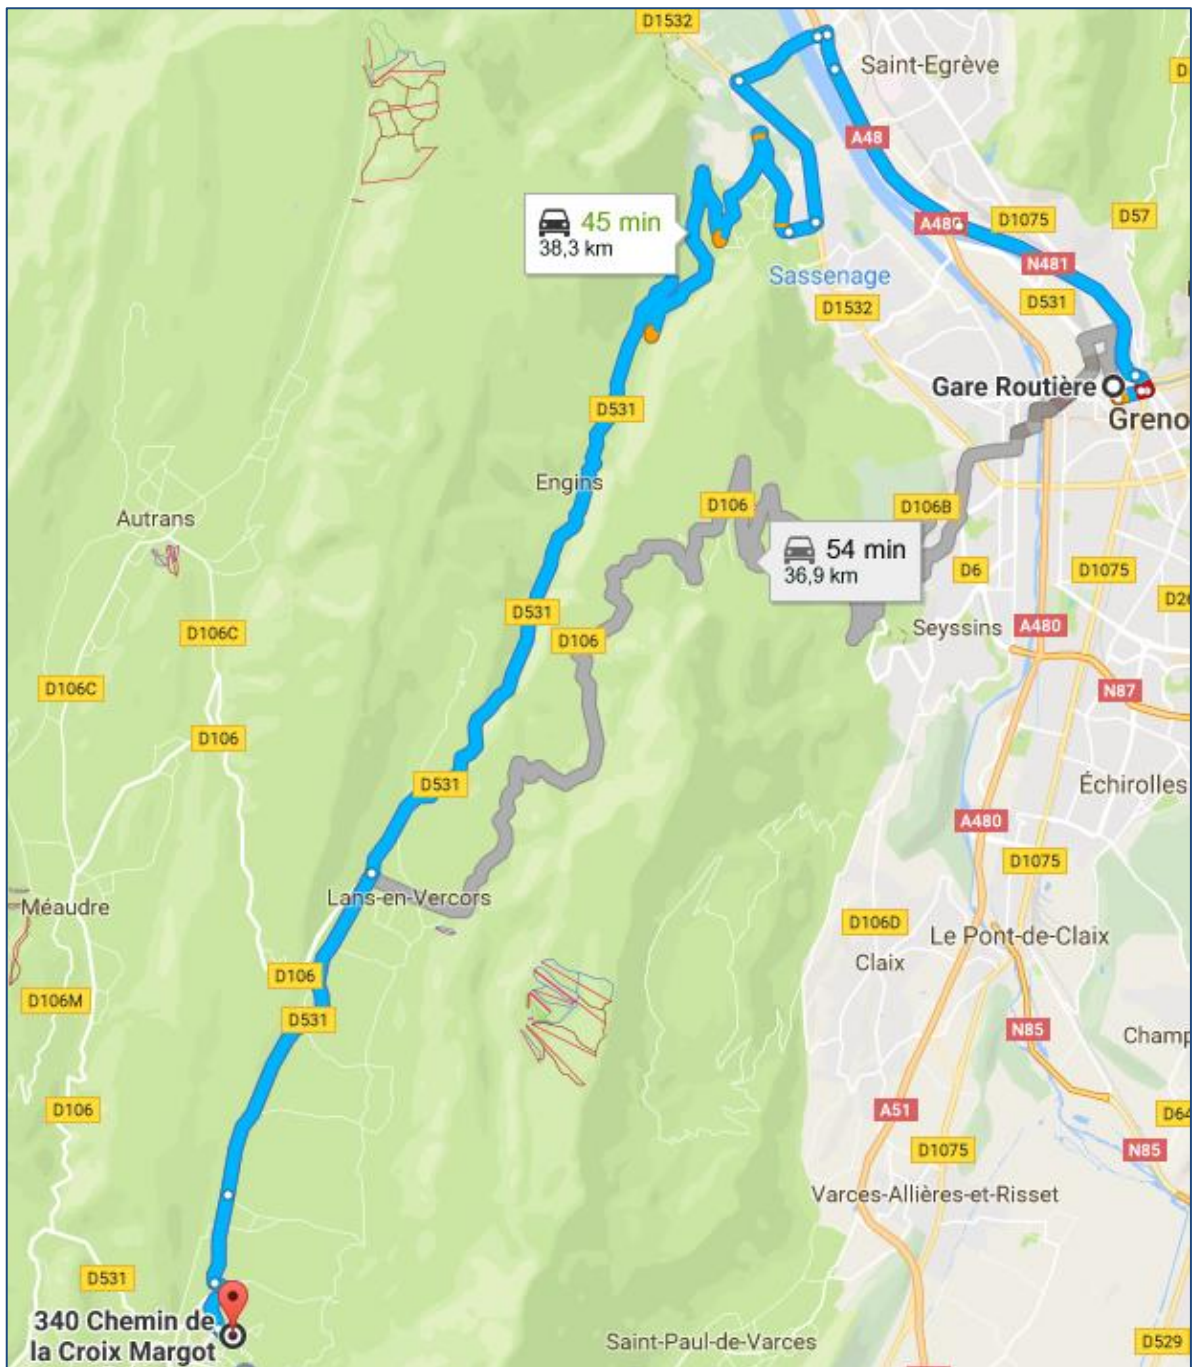 D1532
Saint-Egrève
D
A48
45 min
38,3 km
A480
D1075
D57
N481
Sassenage
D1532
D531
Gare Routière
Greno
D531
Engins
D106
D106B
Autrans
54 min
36,9 km
D6
D1075
D26
D531
D106
D106C
Seyssins
A480
D106C
N87
D106
D531
Échirolles
A480
D1075
Lans-en-Vercors
Méaudre
D106D
Le Pont-de-Claix
Claix
D106
D106M
D531
N85
Champ
D106
A51
D64
D1075
N85
Varces-Allières-et-Risset
D531
340 Chemin de
la Croix Margot
Saint-Paul-de-Varces
D529